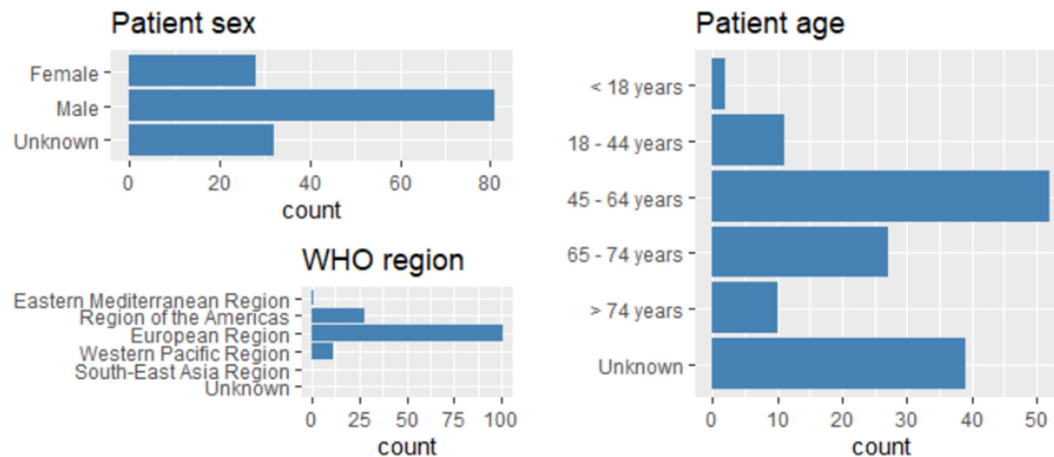 Patient sex
Female
Male
Unknown
0 20 40 60 80
count
WHO region
Eastern Mediterranean Region
Region of the Americas
European Region
Western Pacific Region
South-East Asia Region
Unknown
0 25 50 75 100
count
Patient age
< 18 years
18 - 44 years
45 - 64 years
65 - 74 years
> 74 years
Unknown
0 10 20 30 40 50
count